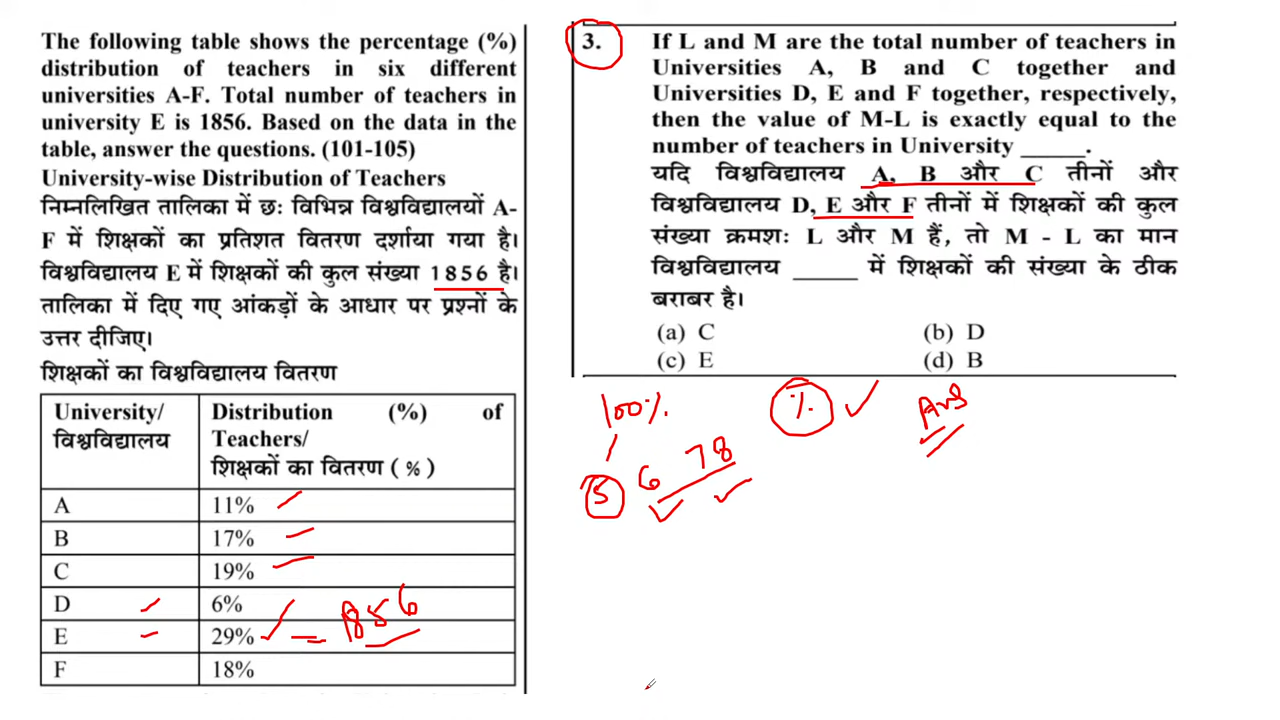 The following table shows the percentage (%)
distribution of teachers in six different
universities A-F. Total number of teachers in
university E is 1856. Based on the data in the
table, answer the questions. (101-105)
University-wise Distribution of Teachers
निम्नलिखित तालिका में छः विभिन्न विश्वविद्यालयों A-
F में शिक्षकों का प्रतिशत वितरण दर्शाया गया है।
विश्वविद्यालय E में शिक्षकों की कुल संख्या 1856 है।
तालिका में दिए गए आंकड़ों के आधार पर प्रश्नों के
उत्तर दीजिए।
शिक्षकों का विश्वविद्यालय वितरण
University/ Distribution (%) of
विश्वविद्यालय Teachers/
शिक्षकों का वितरण ( % )
A 11%
B 17%
C 19%
D 6%
E 29% = 1856
F 18%
3. If L and M are the total number of teachers in
Universities A, B and C together and
Universities D, E and F together, respectively,
then the value of M-L is exactly equal to the
number of teachers in University _____.
यदि विश्वविद्यालय A, B और C तीनों और
विश्वविद्यालय D, E और F तीनों में शिक्षकों की कुल
संख्या क्रमशः L और M हैं, तो M - L का मान
विश्वविद्यालय _____ में शिक्षकों की संख्या के ठीक
बराबर है।
(a) C (b) D
(c) E (d) B
100% % Ans
6 78